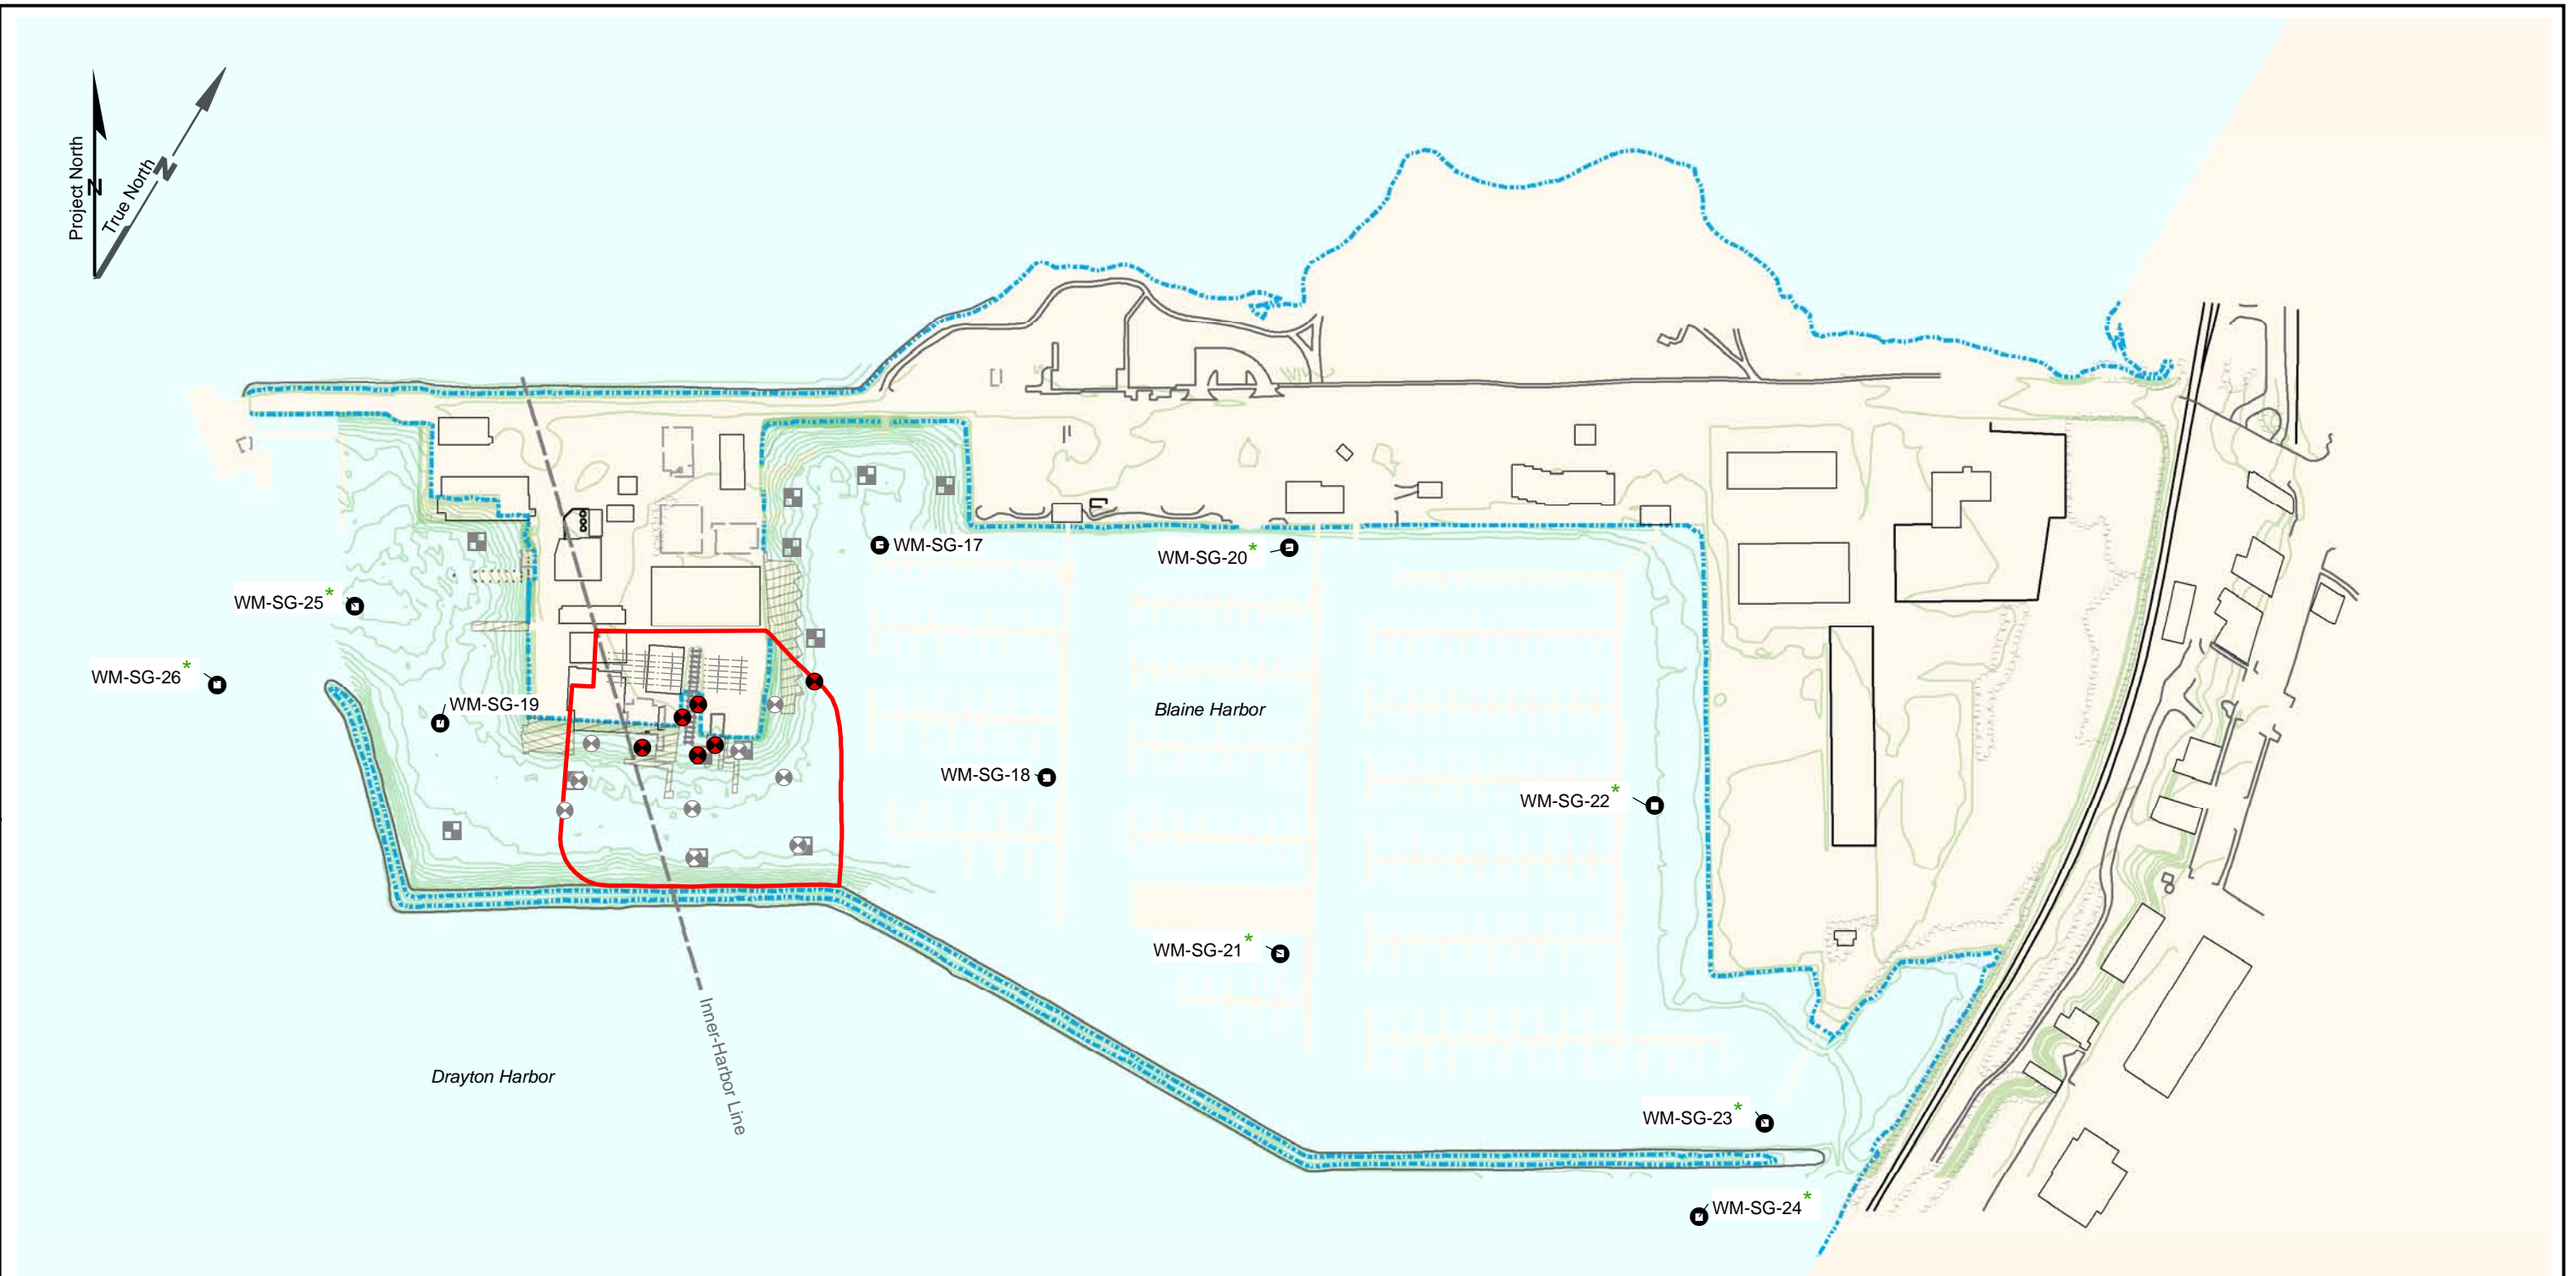 Project North
N
True North
N
WM-SG-17
WM-SG-20*
WM-SG-25*
WM-SG-26*
WM-SG-19
Blaine Harbor
WM-SG-18
WM-SG-22*
WM-SG-21*
Inner-Harbor Line
Drayton Harbor
WM-SG-23*
WM-SG-24*